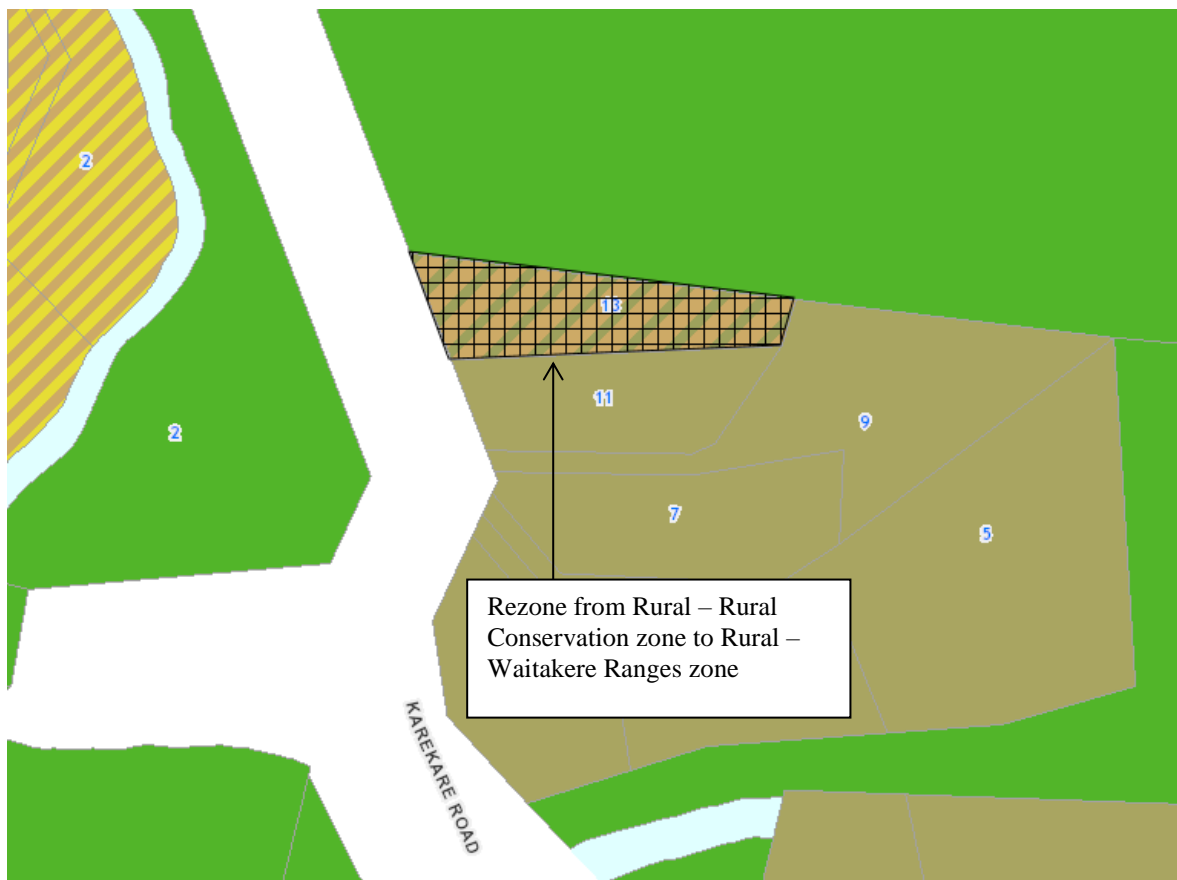 2
13
11
9
2
7
5
Rezone from Rural – Rural
Conservation zone to Rural –
Waitakere Ranges zone
KAREKARE ROAD